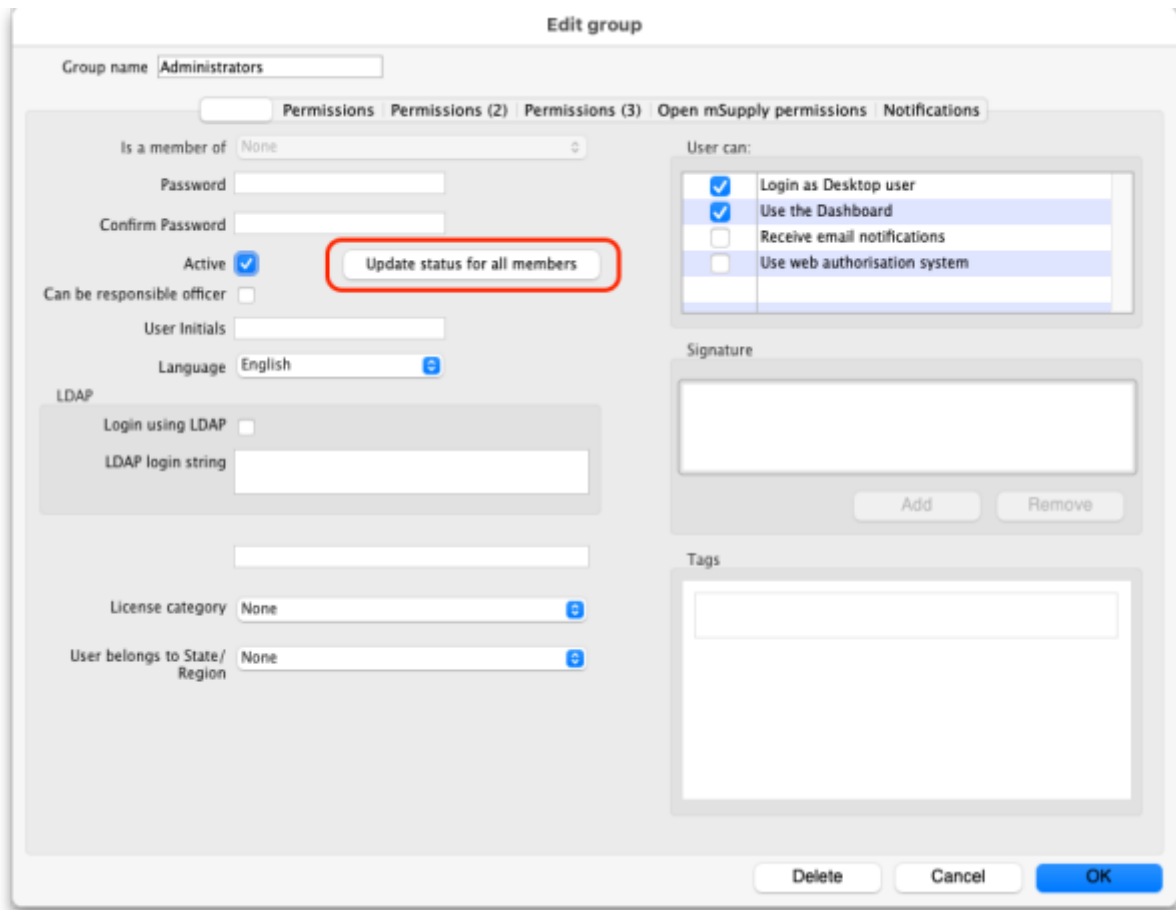 Edit group
Group name Administrators
Permissions Permissions (2) Permissions (3) Open mSupply permissions Notifications
Is a member of None
Password
Confirm Password
Active Update status for all members
Can be responsible officer
User Initials
Language English
LDAP
Login using LDAP
LDAP login string
License category None
User belongs to State/ None
Region
User can:
Login as Desktop user
Use the Dashboard
Receive email notifications
Use web authorisation system
Signature
Add Remove
Tags
Delete Cancel OK